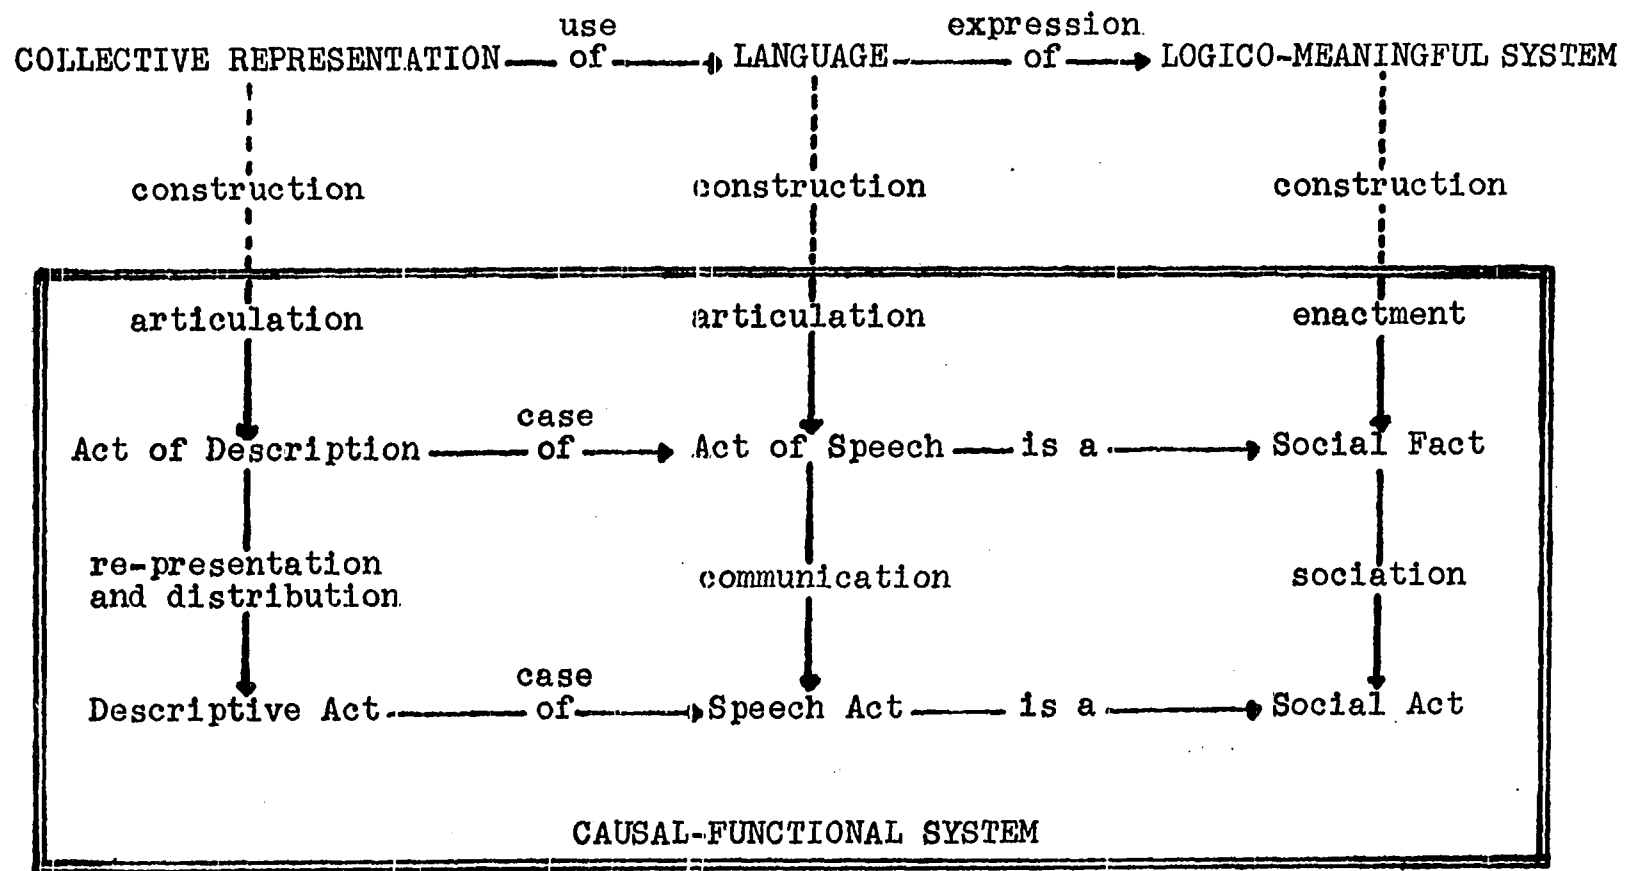 use expression
COLLECTIVE REPRESENTATION of LANGUAGE of LOGICO-MEANINGFUL SYSTEM
construction construction construction
articulation articulation enactment
case
Act of Description of Act of Speech is a Social Fact
re-presentation
and distribution communication sociation
case
Descriptive Act of Speech Act is a Social Act
CAUSAL-FUNCTIONAL SYSTEM